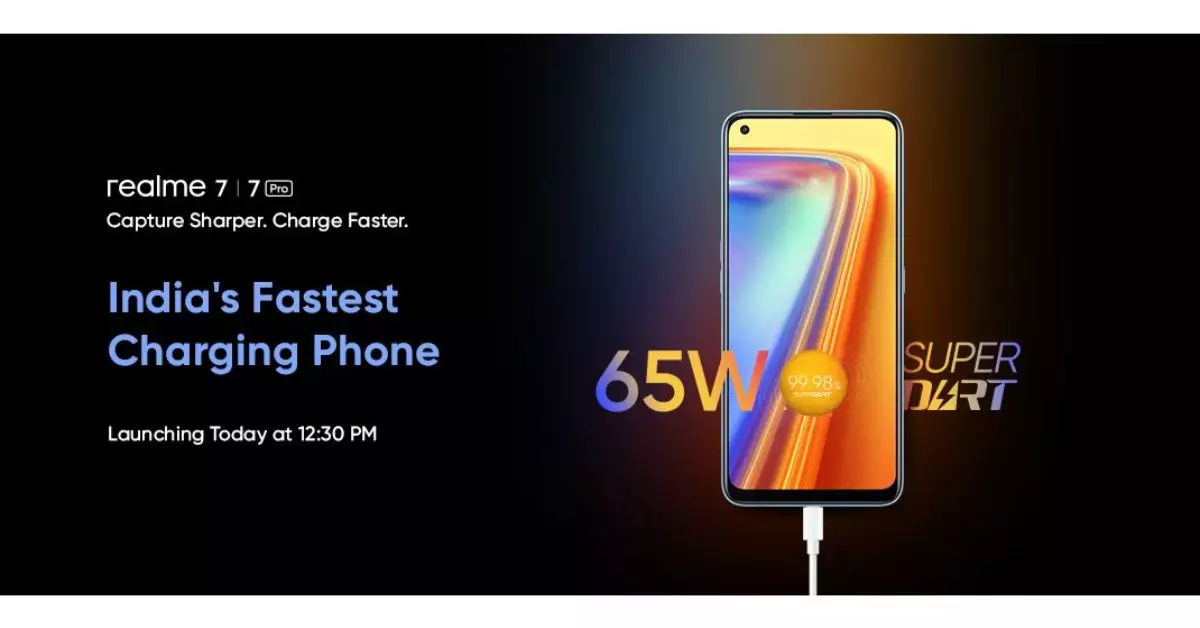 realme 7 | 7 Pro
Capture Sharper. Charge Faster.
India's Fastest
Charging Phone
Launching Today at 12:30 PM
65W
99 98%
SUPERDART
SUPER
DART